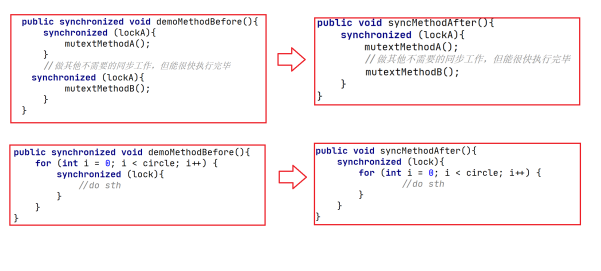 public synchronized void demoMethodBefore(){
synchronized (lockA){
mutextMethodA();
}
//做其他不需要的同步工作，但能很快执行完毕
synchronized (lockA){
mutextMethodB();
}
}
public void syncMethodAfter(){
synchronized (lockA){
mutextMethodA();
//做其他不需要的同步工作，但能很快执行完毕
mutextMethodB();
}
}
public synchronized void demoMethodBefore(){
for (int i = 0; i < circle; i++) {
synchronized (lock){
//do sth
}
}
}
public void syncMethodAfter(){
synchronized (lock){
for (int i = 0; i < circle; i++) {
//do sth
}
}
}